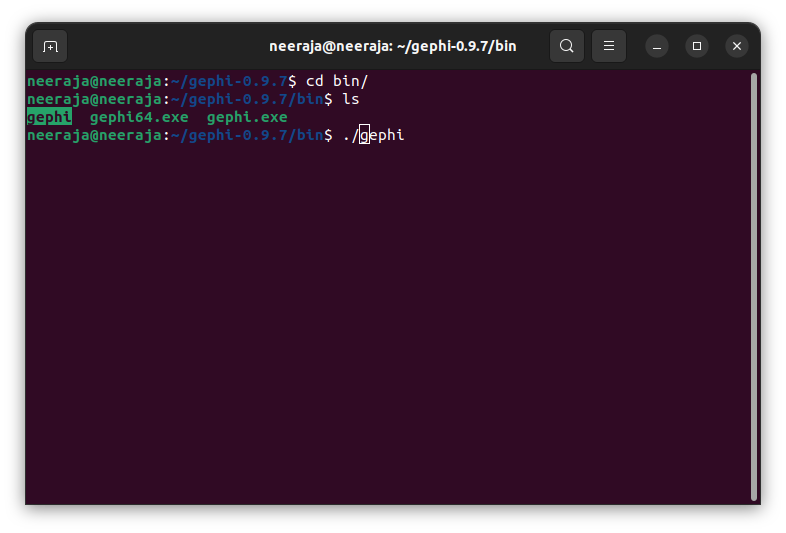 neeraja@neeraja: ~/gephi-0.9.7/bin
neeraja@neeraja:~/gephi-0.9.7$ cd bin/
neeraja@neeraja:~/gephi-0.9.7/bin$ ls
gephi  gephi64.exe  gephi.exe
neeraja@neeraja:~/gephi-0.9.7/bin$ ./gephi